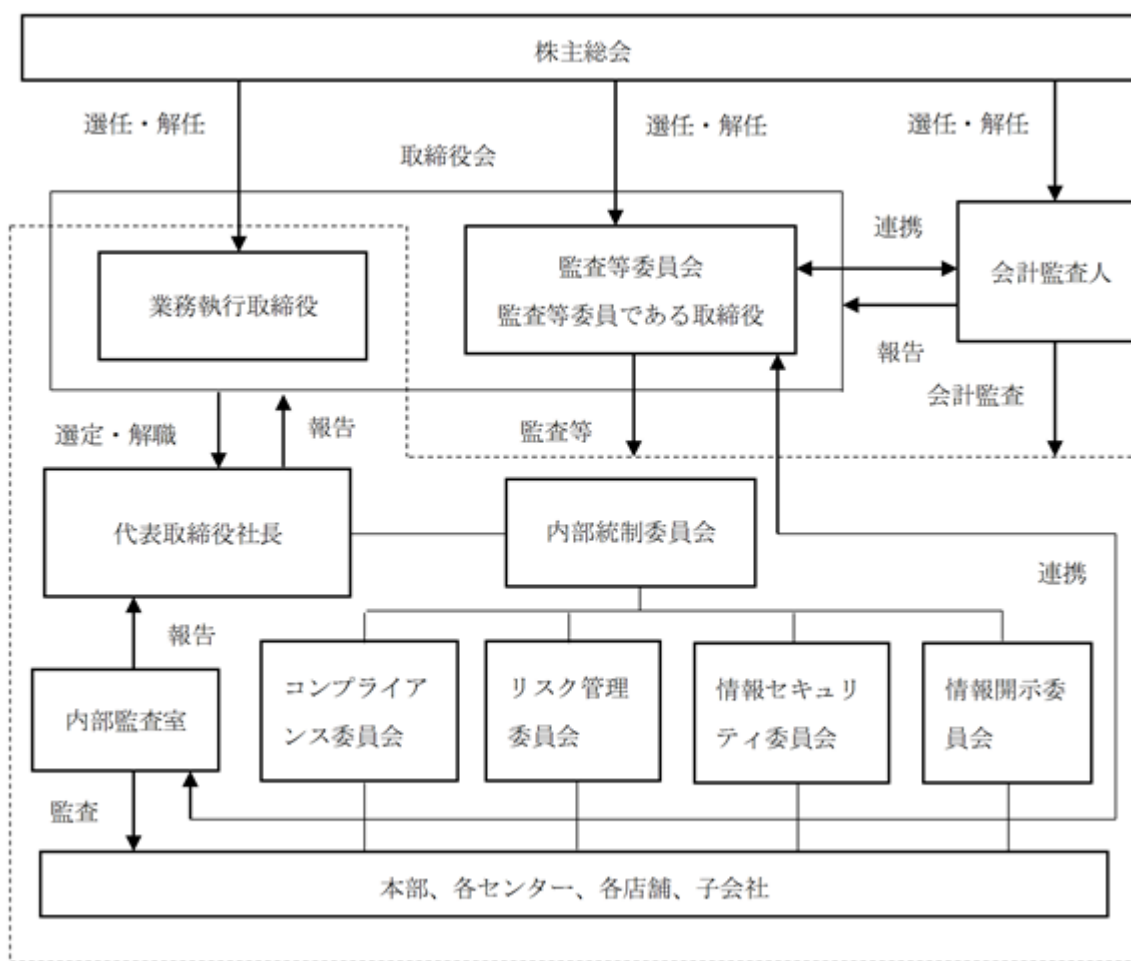 株主総会
選任・解任
選任・解任
選任・解任
取締役会
業務執行取締役
監査等委員会
監査等委員である取締役
連携
会計監査人
報告
選定・解職
報告
監査等
会計監査
代表取締役社長
内部統制委員会
連携
報告
内部監査室
コンプライア
ンス委員会
リスク管理
委員会
情報セキュリ
ティ委員会
情報開示委
員会
監査
本部、各センター、各店舗、子会社